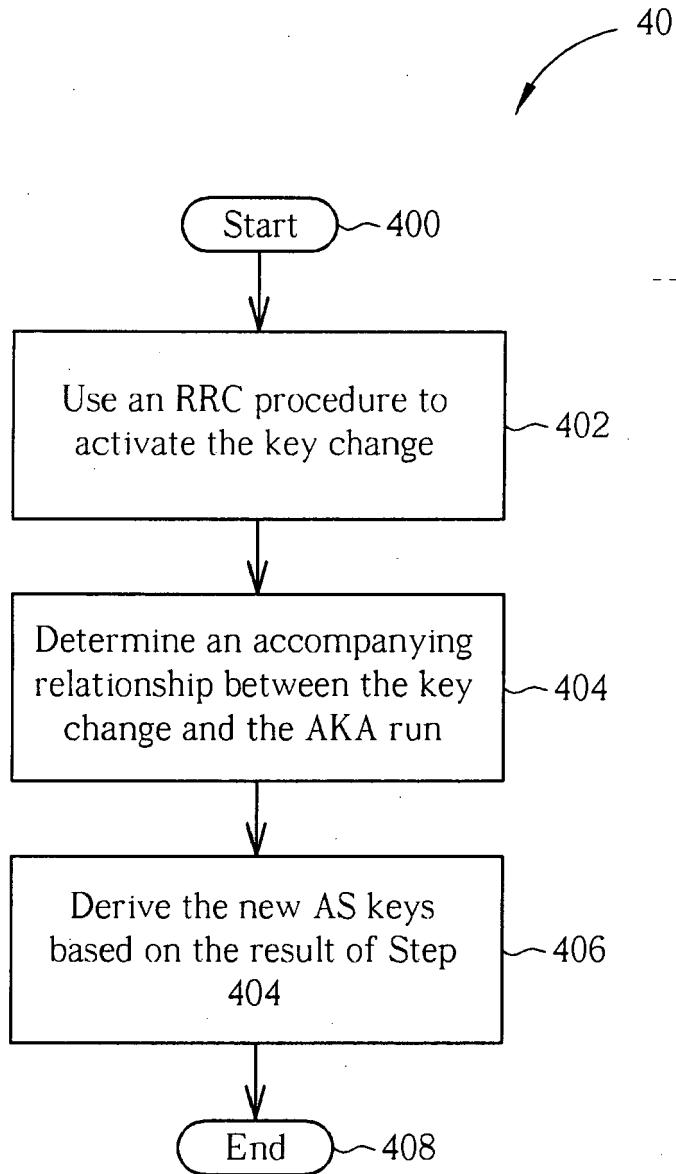 40
Start
400
Use an RRC procedure to
activate the key change
402
Determine an accompanying
relationship between the key
change and the AKA run
404
Derive the new AS keys
based on the result of Step
404
406
End
408